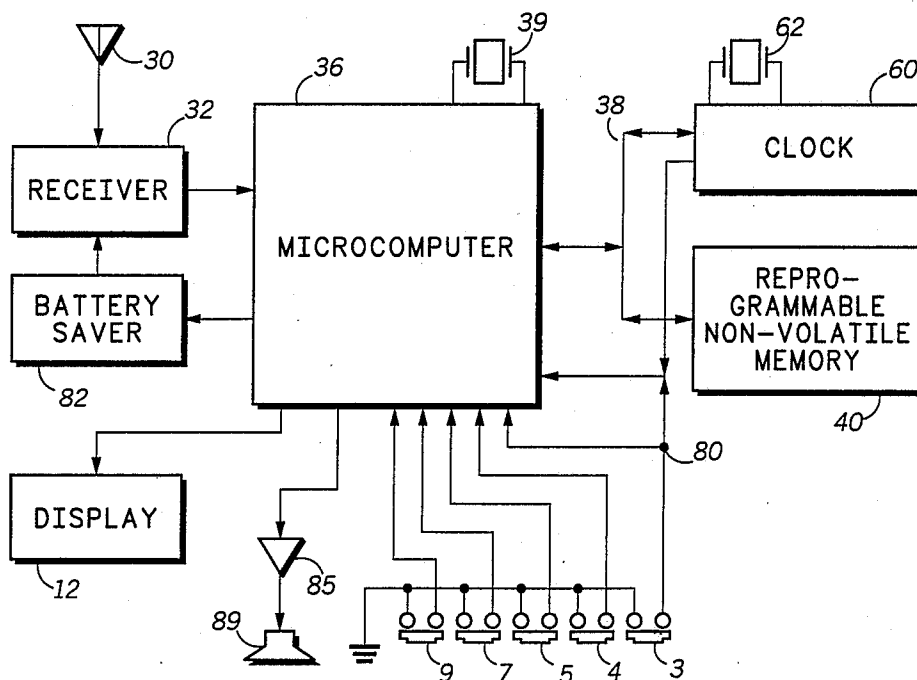 30
32
RECEIVER
BATTERY
SAVER
82
36
MICROCOMPUTER
39
38
62
60
CLOCK
REPRO-
GRAMMABLE
NON-VOLATILE
MEMORY
40
80
DISPLAY
12
85
89
9
7
5
4
3